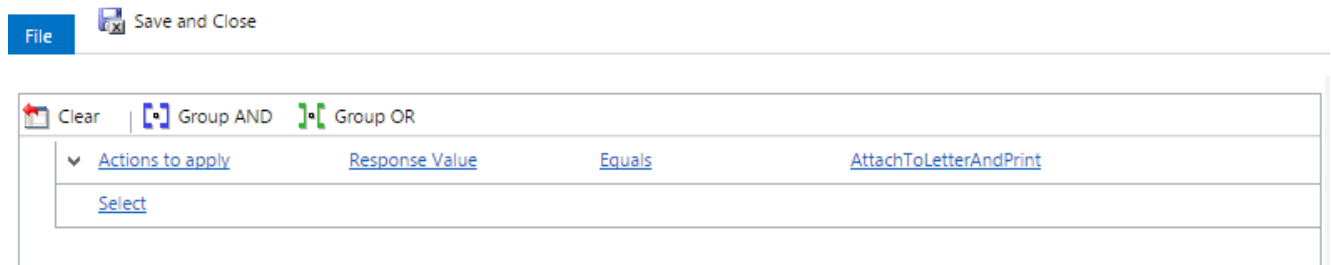 Save and Close
File
Clear Group AND Group OR
Actions to apply Response Value Equals AttachToLetterAndPrint
Select